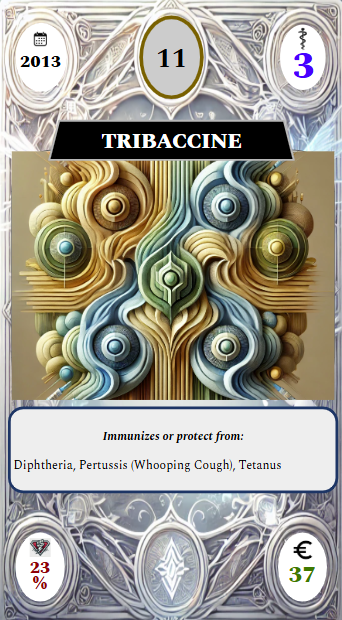 2013
11
3
TRIBACCINE
Immunizes or protect from:
Diphtheria, Pertussis (Whooping Cough), Tetanus
23
%
€
37